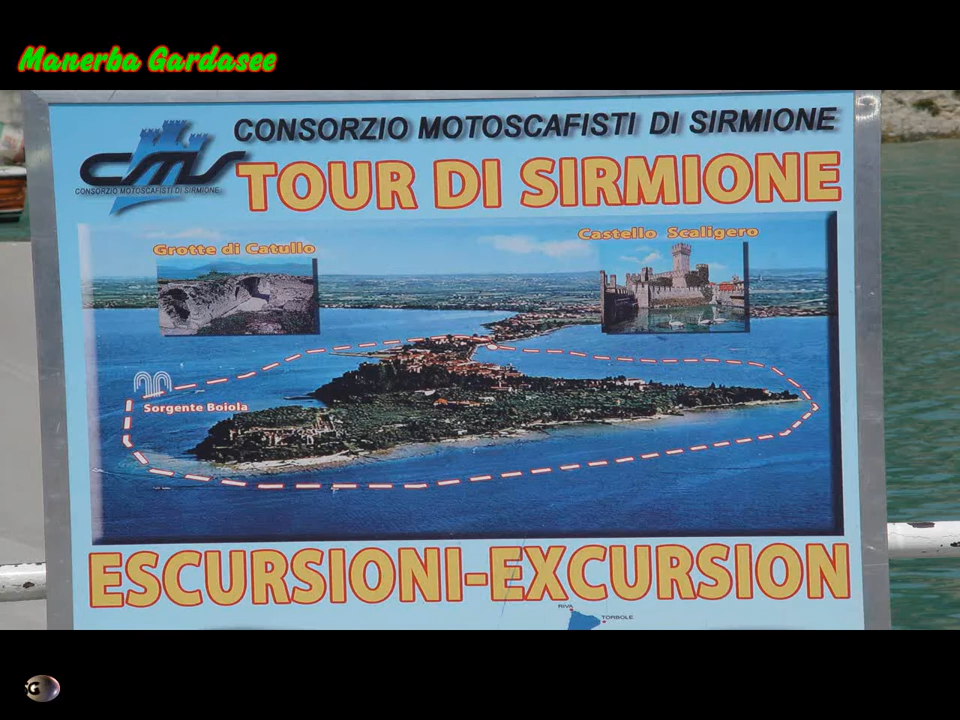 Manerba Gardasee
CONSORZIO MOTOSCAFISTI DI SIRMIONE
CMS
CONSORZIO MOTOSCAFISTI DI SIRMIONE
TOUR DI SIRMIONE
Grotte di Catullo
Castello Scaligero
Sorgente Boiola
ESCURSIONI-EXCURSION
RIVA
TORBOLE